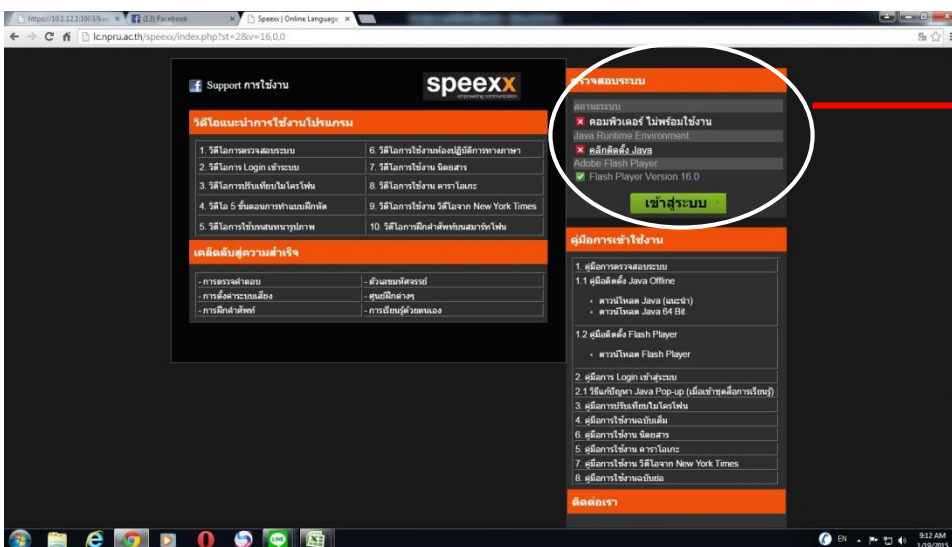 https://10.1.12.1:1003/kee
(13) Facebook
Speexx | Online Language
lc.npru.ac.th/speexx/index.php?st=2&v=16,0,0
Support การใช้งาน
speexx
empowering communication
วิดีโอแนะนำการใช้งานโปรแกรม
1. วิดีโอการตรวจสอบระบบ
6. วิดีโอการใช้งานห้องปฏิบัติการทางภาษา
2. วิดีโอการ Login เข้าระบบ
7. วิดีโอการใช้งาน นิตยสาร
3. วิดีโอการปรับเทียบไมโครโฟน
8. วิดีโอการใช้งาน คาราโอเกะ
4. วิดีโอ 5 ขั้นตอนการทำแบบฝึกหัด
9. วิดีโอการใช้งาน วิดีโอจาก New York Times
5. วิดีโอการใช้บทสนทนารูปภาพ
10. วิดีโอการฝึกคำศัพท์บนสมาร์ทโฟน
เคล็ดลับสู่ความสำเร็จ
- การตรวจคำตอบ
- ตัวเลขมหัศจรรย์
- การตั้งค่าระบบเสียง
- ศูนย์ฝึกต่างๆ
- การฝึกคำศัพท์
- การเรียนรู้ด้วยตนเอง
ตรวจสอบระบบ
สถานะระบบ
คอมพิวเตอร์ ไม่พร้อมใช้งาน
Java Runtime Environment
คลิกติดตั้ง Java
Adobe Flash Player
Flash Player Version 16.0
เข้าสู่ระบบ
คู่มือการเข้าใช้งาน
1. คู่มือการตรวจสอบระบบ
1.1 คู่มือติดตั้ง Java Offline
• ดาวน์โหลด Java (แนะนำ)
• ดาวน์โหลด Java 64 Bit
1.2 คู่มือติดตั้ง Flash Player
• ดาวน์โหลด Flash Player
2. คู่มือการ Login เข้าสู่ระบบ
2.1 วิธีแก้ปัญหา Java Pop-up (เมื่อเข้าชุดสื่อการเรียนรู้)
3. คู่มือการปรับเทียบไมโครโฟน
4. คู่มือการใช้งานฉบับเต็ม
6. คู่มือการใช้งาน นิตยสาร
5. คู่มือการใช้งาน คาราโอเกะ
7. คู่มือการใช้งาน วิดีโอจาก New York Times
8. คู่มือการใช้งานฉบับย่อ
ติดต่อเรา
LINE
EN
9:12 AM
1/19/2015